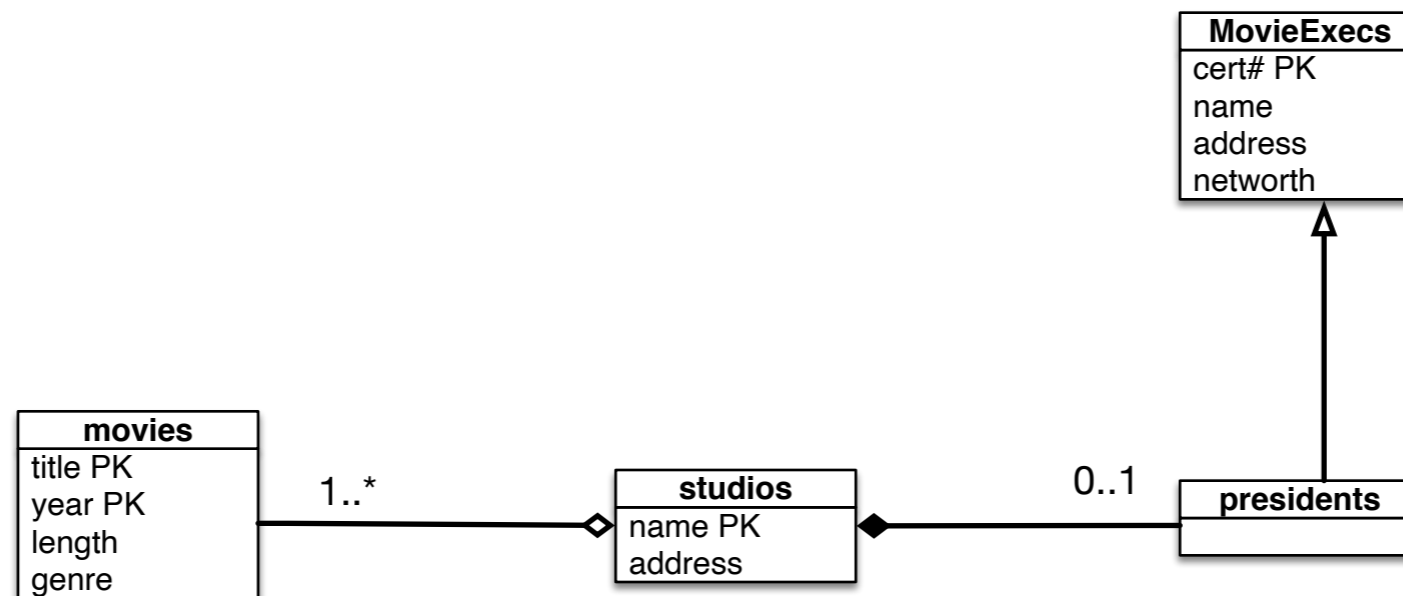 MovieExecs
cert# PK
name
address
networth
movies
title PK
year PK
length
genre
1..*
studios
name PK
address
0..1
presidents